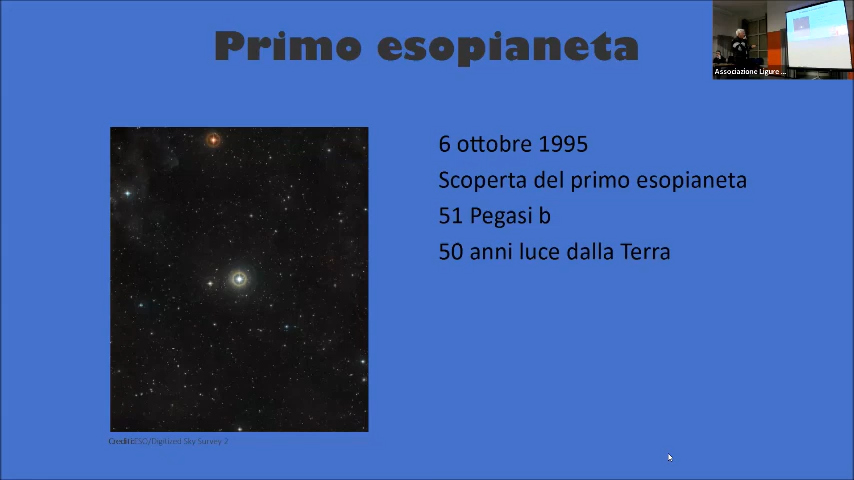 Primo esopianeta
Associazione Ligure ...
6 ottobre 1995
Scoperta del primo esopianeta
51 Pegasi b
50 anni luce dalla Terra
Credit:ESO/Digitized Sky Survey 2